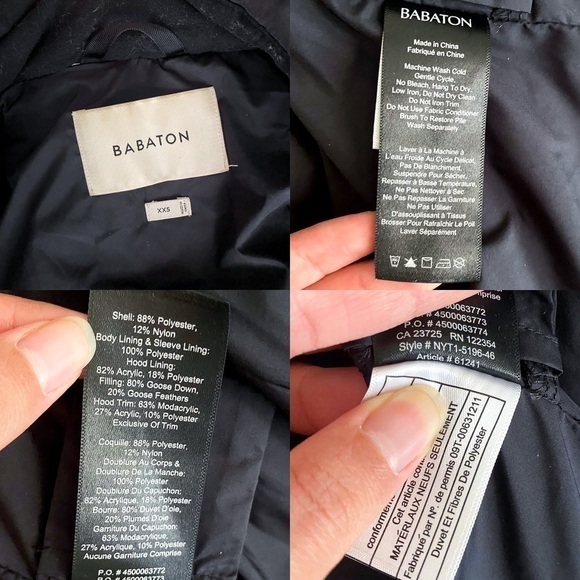 BABATON
XXS
BABATON
Made in China
Fabriqué en Chine
Machine Wash Cold
Gentle Cycle,
No Bleach, Hang To Dry,
Low Iron, Do Not Dry Clean
Do Not Iron Trim
Do Not Use Fabric Conditioner
Brush To Restore Pile
Wash Separately
Laver à La Machine à
L'eau Froide Au Cycle Délicat,
Pas De Blanchiment,
Suspendre Pour Sécher,
Repasser à Basse Température,
Ne Pas Nettoyer à Sec
Ne Pas Repasser La Garniture
Ne Pas Utiliser
D'assouplissant à Tissus
Brosser Pour Rafraîchir Le Poil
Laver Séparément
Shell: 88% Polyester,
12% Nylon
Body Lining & Sleeve Lining:
100% Polyester
Hood Lining:
82% Acrylic, 18% Polyester
Filling: 80% Goose Down,
20% Goose Feathers
Hood Trim: 63% Modacrylic,
27% Acrylic, 10% Polyester
Exclusive Of Trim
Coquille: 88% Polyester,
12% Nylon
Doublure Au Corps &
Doublure De La Manche:
100% Polyester
Doublure Du Capuchon:
82% Acrylique, 18% Polyester
Bourre: 80% Duvet D'oie,
20% Plumes D'oie
Garniture Du Capuchon:
63% Modacrylique,
27% Acrylique, 10% Polyester
Aucune Garniture Comprise
P.O. # 4500063772
P.O. # 4500063773
P.O. # 4500063772
P.O. # 4500063773
P.O. # 4500063774
CA 23725 RN 122354
Style # NYT1-5196-46
Article # 61241
Cet article
MATÉRIAUX NEUFS SEULEMENT
Fabriqué par N°. de permis 09T-00631211
Duvet Et Fibres De Polyester